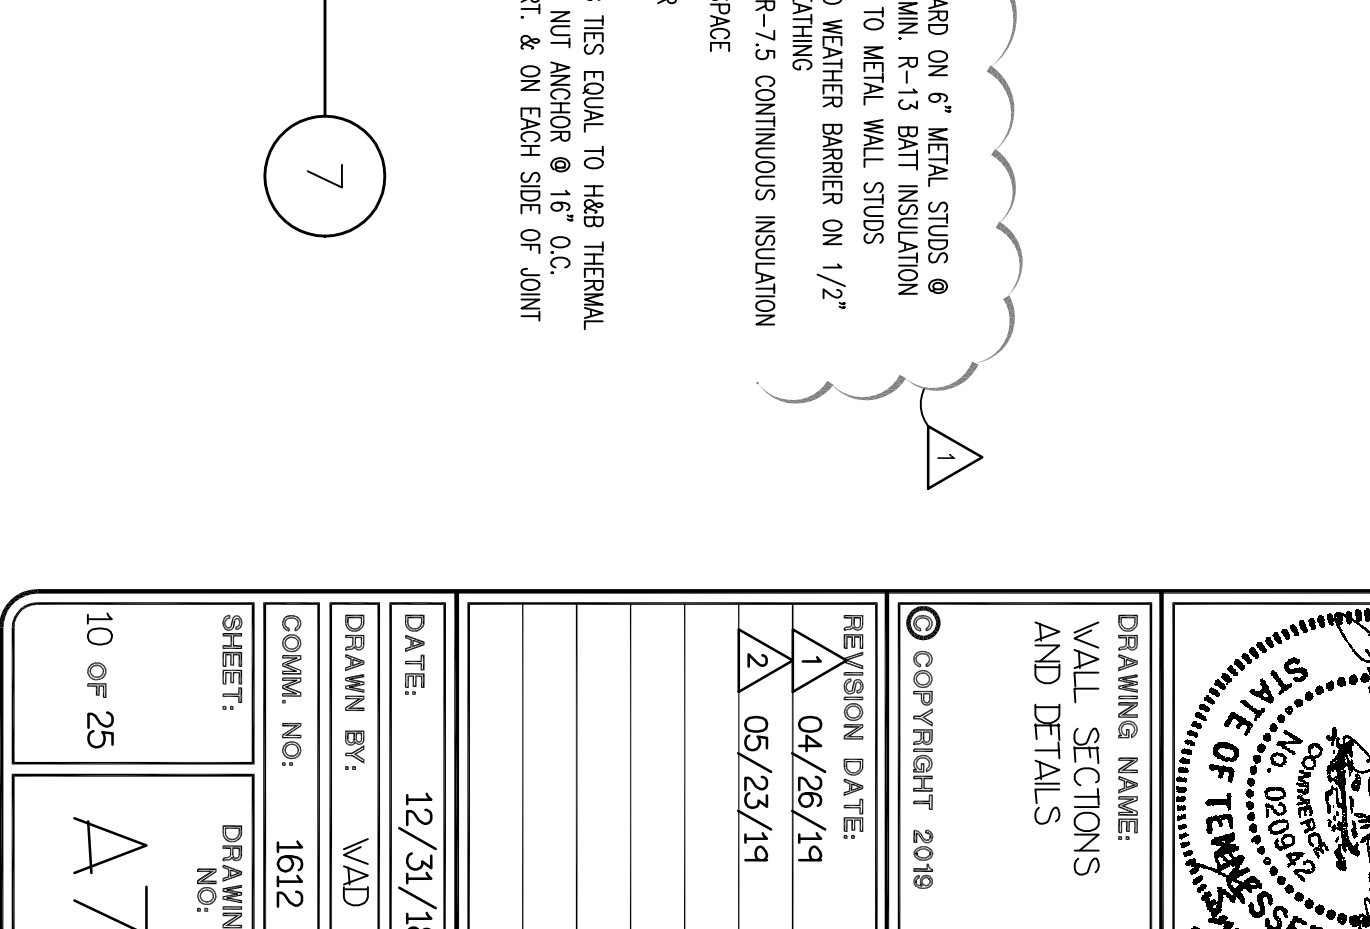 ARD ON 6” METAL STUDS @
MIN. R-13 BATT INSULATION
TO METAL WALL STUDS
WEATHER BARRIER ON 1/2”
EATHING
R-7.5 CONTINUOUS INSULATION
SPACE
R
TIES EQUAL TO H&B THERMAL
NUT ANCHOR @ 16” O.C.
RT. & ON EACH SIDE OF JOINT
7
1
STATE OF TENNESSEE
COMMERCE
No. 020942
DRAWING NAME:
WALL SECTIONS
AND DETAILS
© COPYRIGHT 2019
REVISION DATE:
1 04/26/19
2 05/23/19
DATE: 12/31/18
DRAWN BY: WAD
COMM. NO: 1612
SHEET:
10 OF 25
DRAWIN
NO:
A7